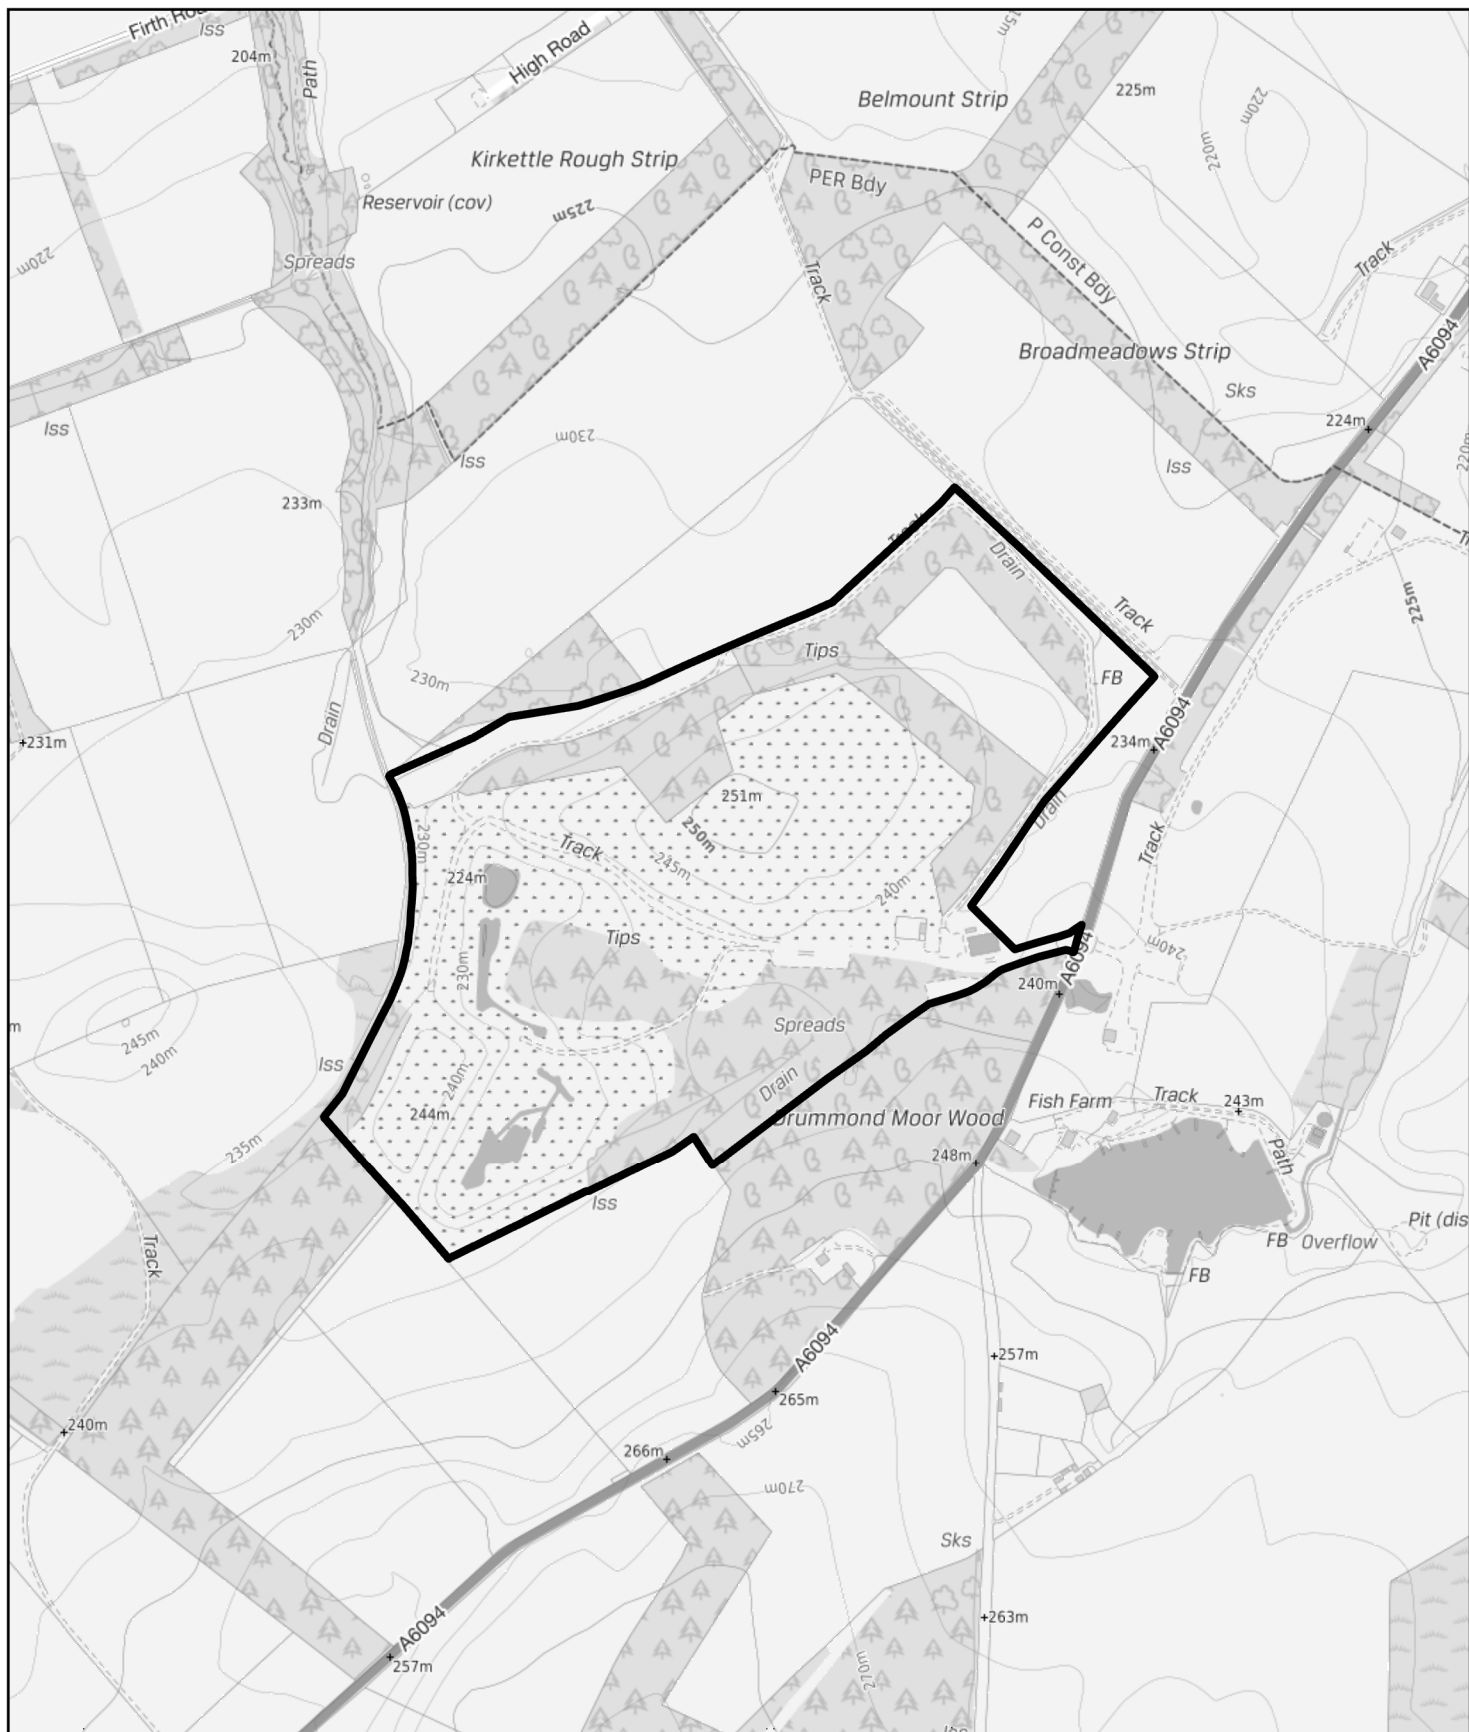 Firth Ro
Iss
204m
Path
High Road
Belmount Strip
15m
225m
220m
220m
Kirkettle Rough Strip
PER Bdy
Reservoir (cov)
225m
220m
Spreads
Track
P Const Bdy
Track
A6094
Broadmeadows Strip
Sks
224m
Iss
230m
Iss
Iss
220m
233m
Track
Drain
230m
Track
225m
Tips
FB
230m
Drain
231m
234m
A6094
251m
250m
Drain
230m
Track
245m
Track
224m
240m
Tips
240m
230m
A6094
240m
m
Spreads
245m
240m
Iss
240m
Drain
244m
Fish Farm
Track
243m
Drummond Moor Wood
235m
248m
Path
Iss
Pit (dis
Track
FB
Overflow
FB
A6094
257m
265m
240m
265m
266m
270m
Sks
A6094
263m
257m
270m